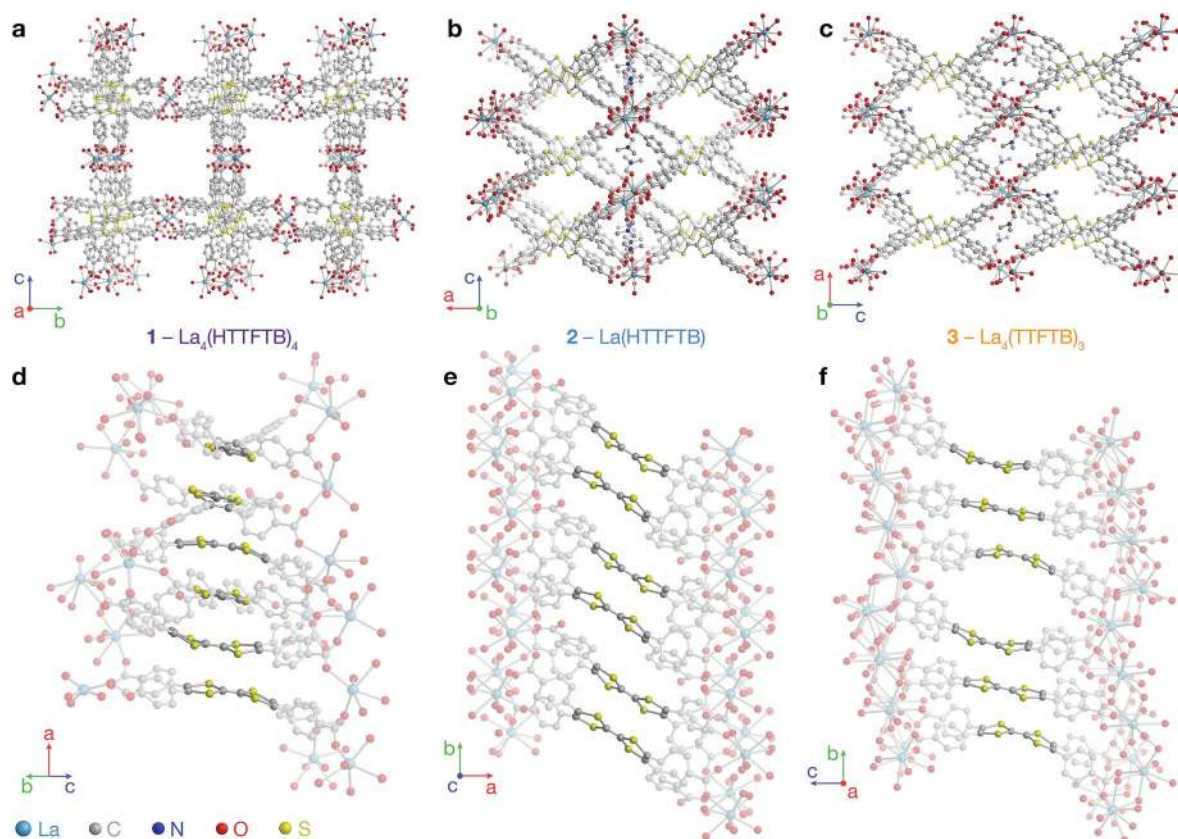 a
b
c
c
a
b
a
c
b
a
b
c
1 – La₄(HTTFTB)₄
2 – La(HTTFTB)
3 – La₄(TTFTB)₃
d
e
f
a
b
c
b
c
a
b
c
a
La
C
N
O
S